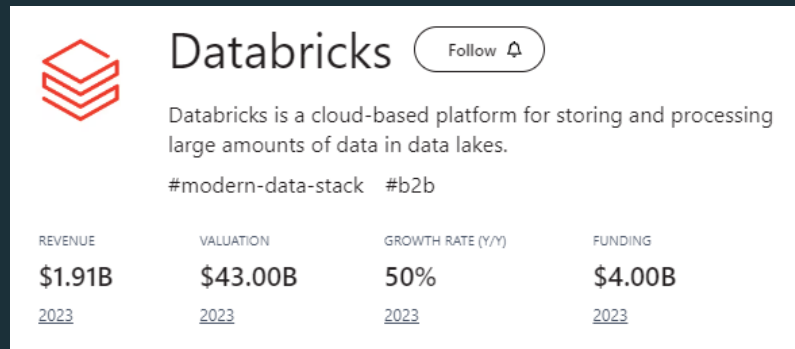 Databricks
Follow
Databricks is a cloud-based platform for storing and processing
large amounts of data in data lakes.
#modern-data-stack #b2b
REVENUE VALUATION GROWTH RATE (Y/Y) FUNDING
$1.91B $43.00B 50% $4.00B
2023 2023 2023 2023